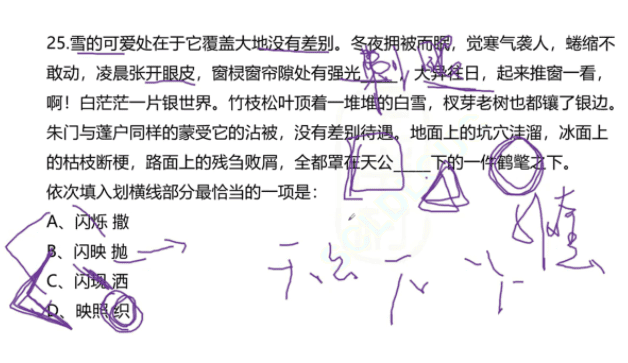 25.雪的可爱处在于它覆盖大地没有差别。冬夜拥被而眠，觉寒气袭人，蜷缩不
敢动，凌晨张开眼皮，窗棂窗帘隙处有强光____，大异往日，起来推窗一看，
啊！白茫茫一片银世界。竹枝松叶顶着一堆堆的白雪，杈芽老树也都镶了银边。
朱门与蓬户同样的蒙受它的沾被，没有差别待遇。地面上的坑穴洼溜，冰面上
的枯枝断梗，路面上的残刍败屑，全都罩在天公____下的一件鹤氅之下。
依次填入划横线部分最恰当的一项是：
A、闪烁 撒
B、闪映 抛
C、闪现 洒
D、映照 织